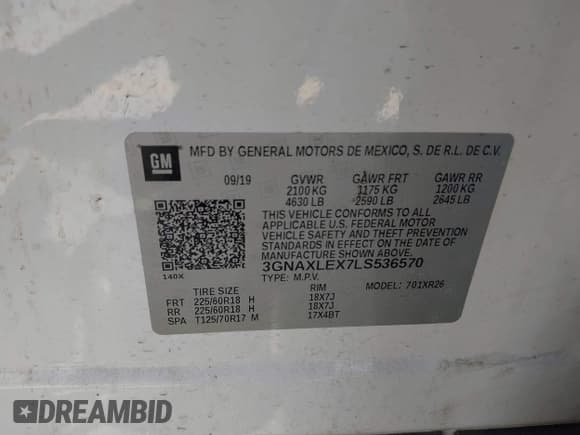 GM MFD BY GENERAL MOTORS DE MEXICO, S. DE R.L. DE C.V.
09/19 GVWR GAWR FRT GAWR RR
2100 KG 1175 KG 1200 KG
4630 LB 2590 LB 2645 LB
THIS VEHICLE CONFORMS TO ALL
APPLICABLE U.S. FEDERAL MOTOR
VEHICLE SAFETY AND THEFT PREVENTION
STANDARDS IN EFFECT ON THE DATE OF
MANUFACTURE SHOWN ABOVE.
3GNAXLEX7LS536570
140X TYPE: M.P.V. MODEL: 701XR26
TIRE SIZE RIM
FRT 225/60R18 H 18X7J
RR 225/60R18 H 18X7J
SPA T125/70R17 M 17X4BT
DREAMBID